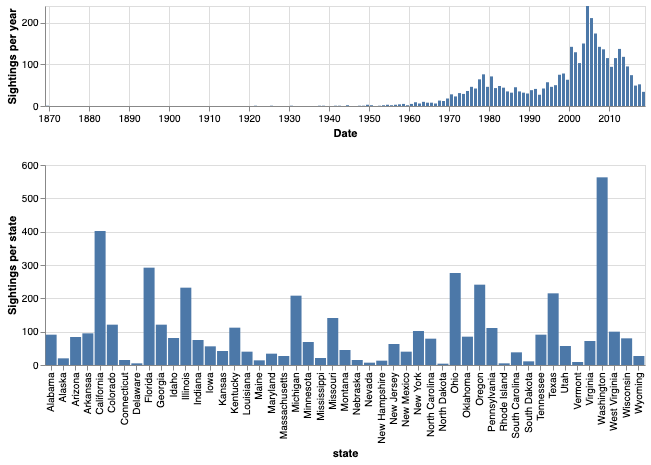 Sightings per year
200
100
0
1870 1880 1890 1900 1910 1920 1930 1940 1950 1960 1970 1980 1990 2000 2010
Date
Sightings per state
600
500
400
300
200
100
0
Alabama
Alaska
Arizona
Arkansas
California
Colorado
Connecticut
Delaware
Florida
Georgia
Idaho
Illinois
Indiana
Iowa
Kansas
Kentucky
Louisiana
Maine
Maryland
Massachusetts
Michigan
Minnesota
Mississippi
Missouri
Montana
Nebraska
Nevada
New Hampshire
New Jersey
New Mexico
New York
North Carolina
North Dakota
Ohio
Oklahoma
Oregon
Pennsylvania
Rhode Island
South Carolina
South Dakota
Tennessee
Texas
Utah
Vermont
Virginia
Washington
West Virginia
Wisconsin
Wyoming
state